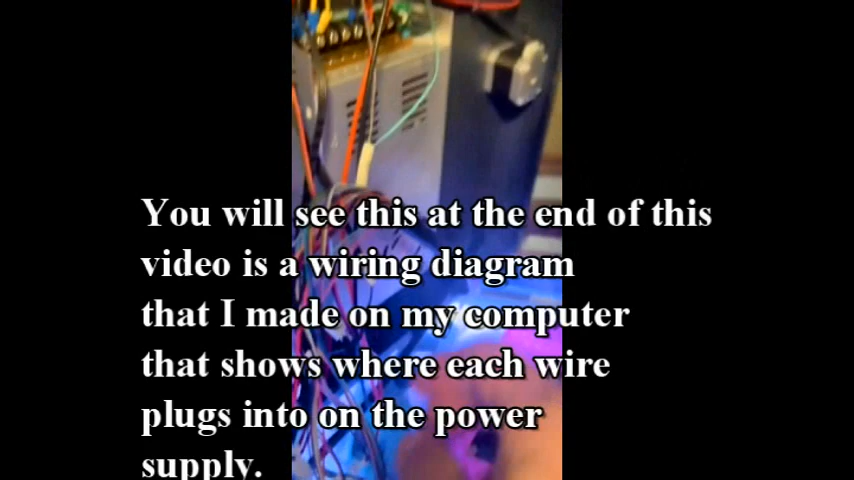 You will see this at the end of this
video is a wiring diagram
that I made on my computer
that shows where each wire
plugs into on the power
supply.